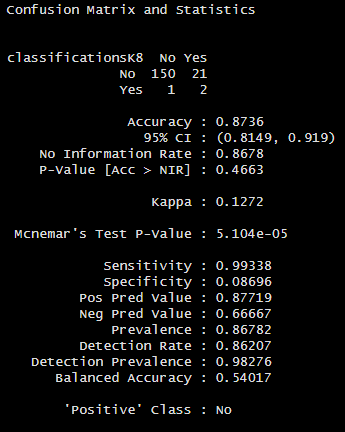 Confusion Matrix and Statistics
classificationsK8 No Yes
No 150 21
Yes 1 2
Accuracy : 0.8736
95% CI : (0.8149, 0.919)
No Information Rate : 0.8678
P-Value [Acc > NIR] : 0.4663
Kappa : 0.1272
Mcnemar's Test P-Value : 5.104e-05
Sensitivity : 0.99338
Specificity : 0.08696
Pos Pred Value : 0.87719
Neg Pred Value : 0.66667
Prevalence : 0.86782
Detection Rate : 0.86207
Detection Prevalence : 0.98276
Balanced Accuracy : 0.54017
'Positive' Class : No